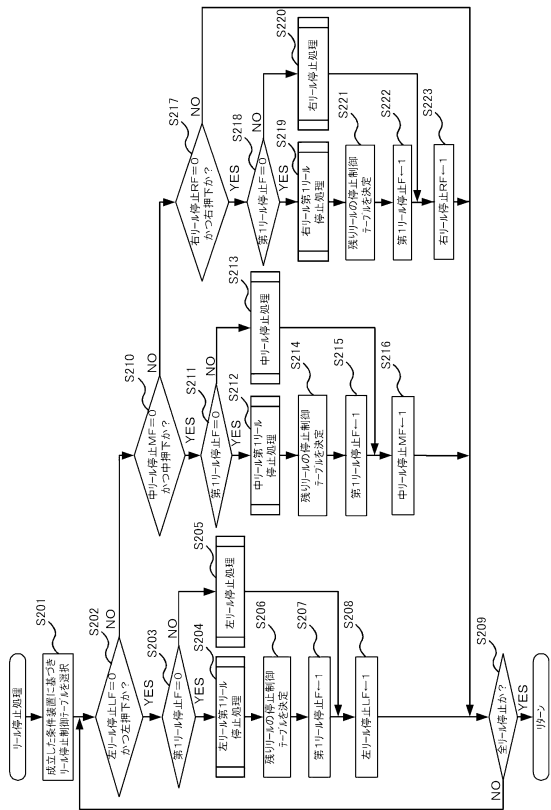 リール停止処理
S201
成立した条件装置に基づき
リール停止制御テーブルを選択
S202
左リール停止LF=0
かつ左押下か?
NO
YES
S203
第1リール停止F=0
NO
YES
S204
左リール第1リール
停止処理
S205
左リール停止処理
S206
残りリールの停止制御
テーブルを決定
S207
第1リール停止F←1
S208
左リール停止LF←1
S209
全リール停止か?
NO
YES
リターン
S210
中リール停止MF=0
かつ中押下か?
NO
YES
S211
第1リール停止F=0
NO
YES
S212
中リール第1リール
停止処理
S213
中リール停止処理
S214
残りリールの停止制御
テーブルを決定
S215
第1リール停止F←1
S216
中リール停止MF←1
S217
右リール停止RF=0
かつ右押下か?
NO
YES
S218
第1リール停止F=0
NO
YES
S219
右リール第1リール
停止処理
S220
右リール停止処理
S221
残りリールの停止制御
テーブルを決定
S222
第1リール停止F←1
S223
右リール停止RF←1